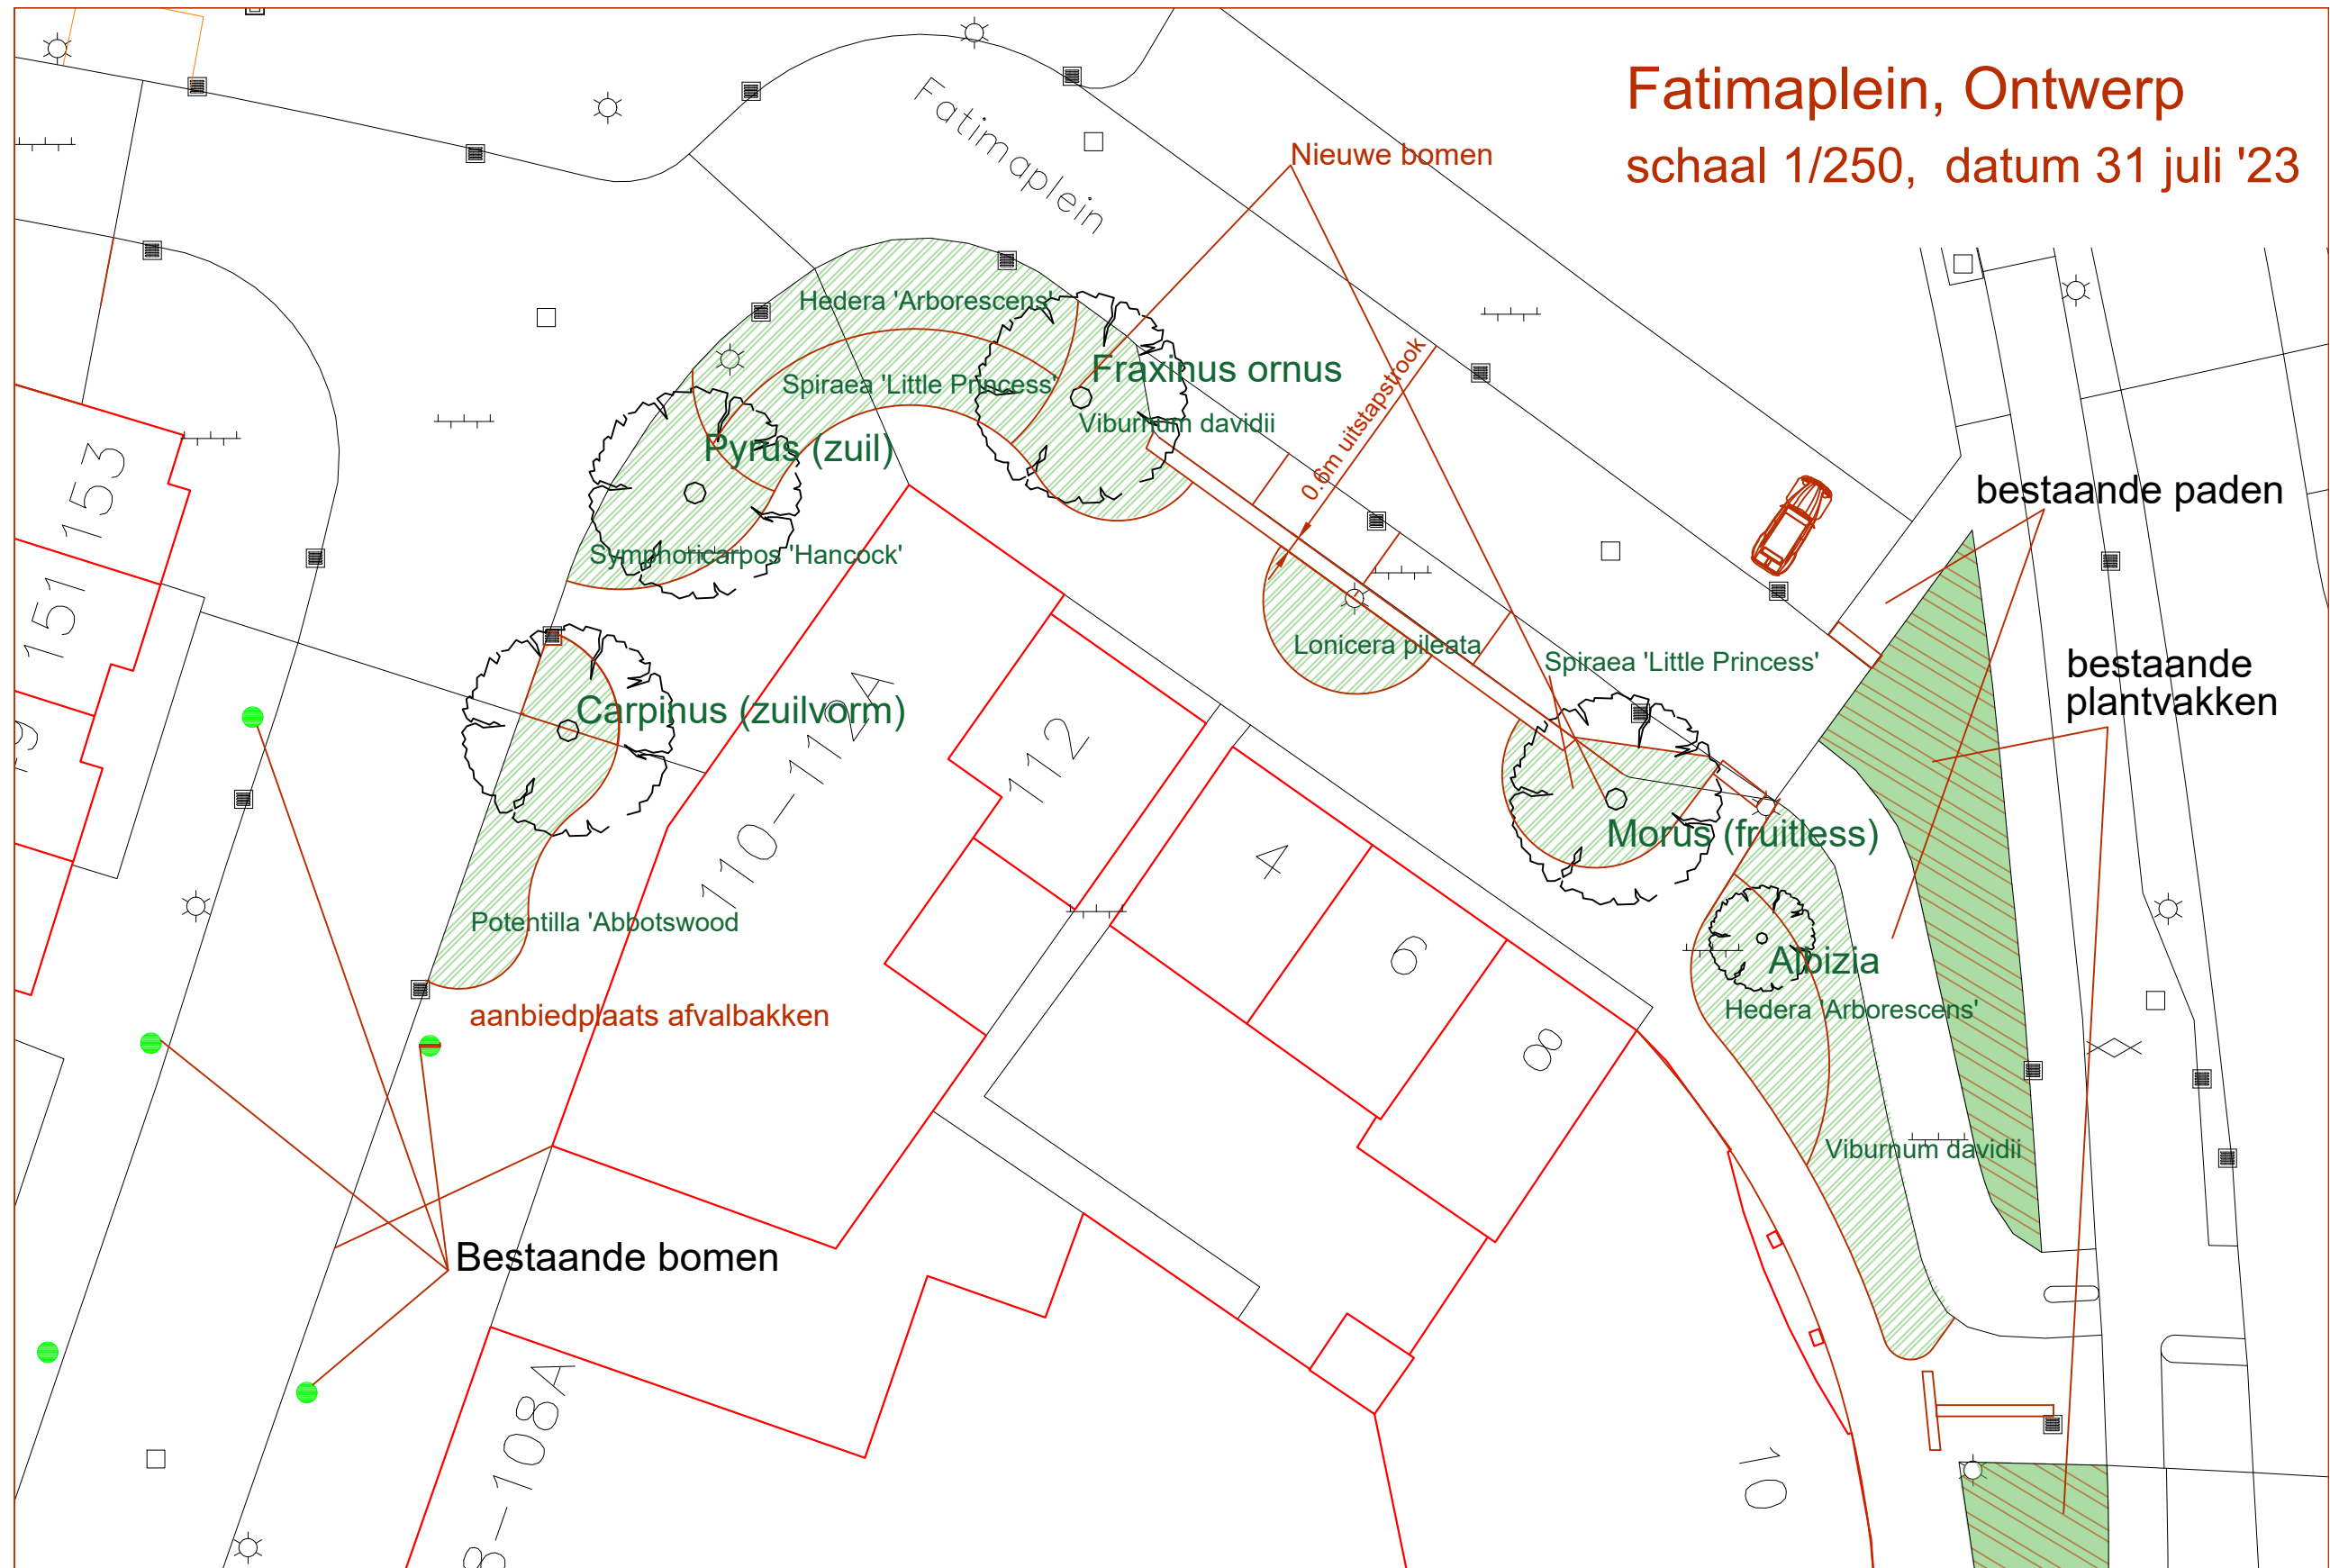 Fatimaplein, Ontwerp
schaal 1/250,  datum 31 juli '23
Fatimaplein
Nieuwe bomen
Hedera 'Arborescens'
Spiraea 'Little Princess'
Fraxinus ornus
Viburnum davidii
0.6m uitstapstrook
Pyrus (zuil)
Symphoricarpos 'Hancock'
bestaande paden
153
151
Lonicera pileata
Spiraea 'Little Princess'
bestaande
plantvakken
Carpinus (zuilvorm)
110-112A
112
4
6
8
Morus (fruitless)
Potentilla 'Abbotswood
Albizia
Hedera 'Arborescens'
aanbiedplaats afvalbakken
Viburnum davidii
Bestaande bomen
8-108A
10